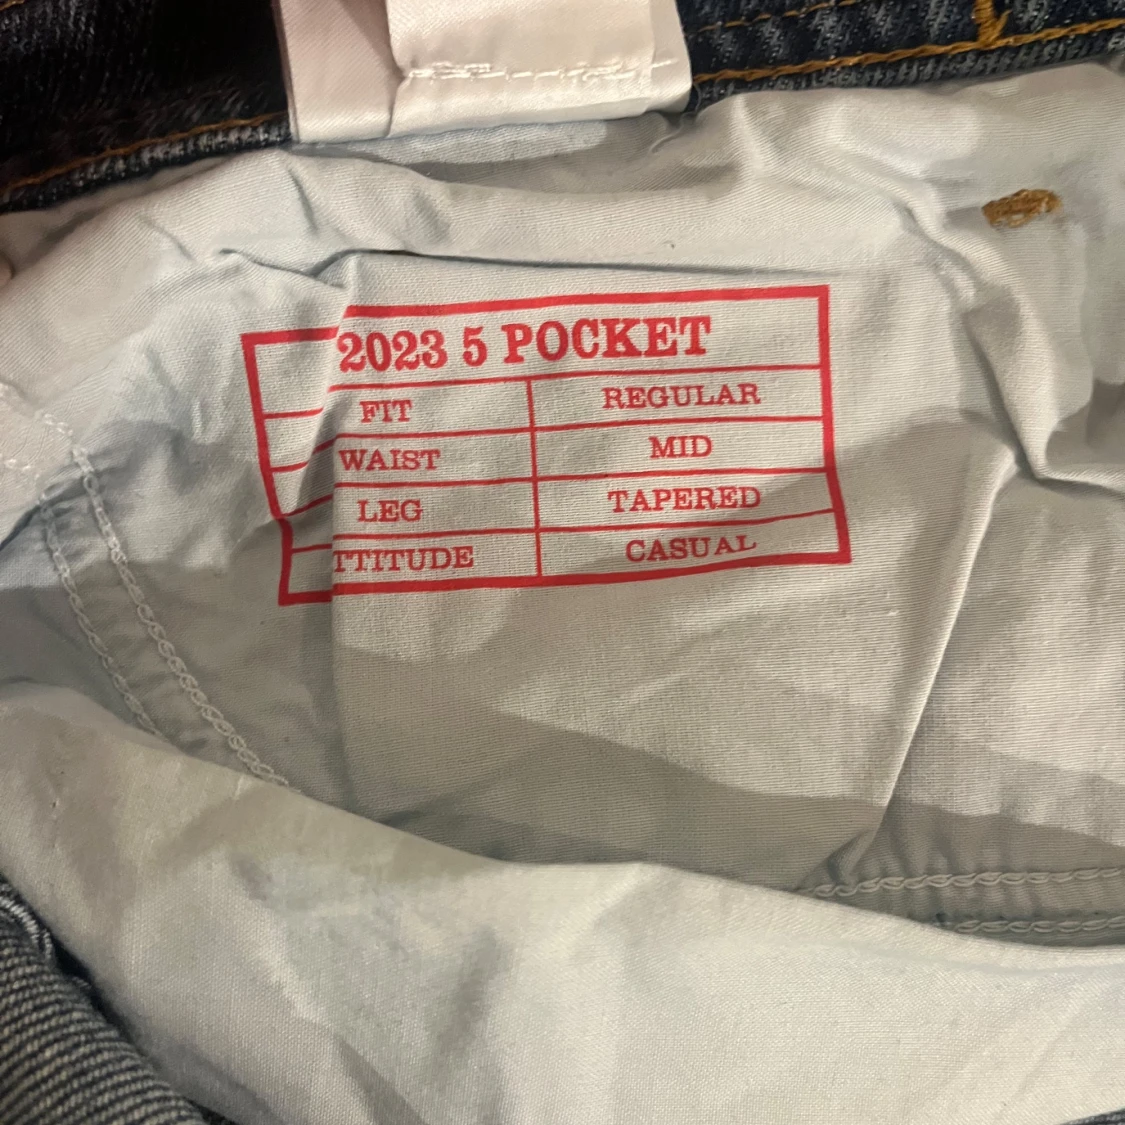 2023 5 POCKET
FIT REGULAR
WAIST MID
LEG TAPERED
TTITUDE CASUAL